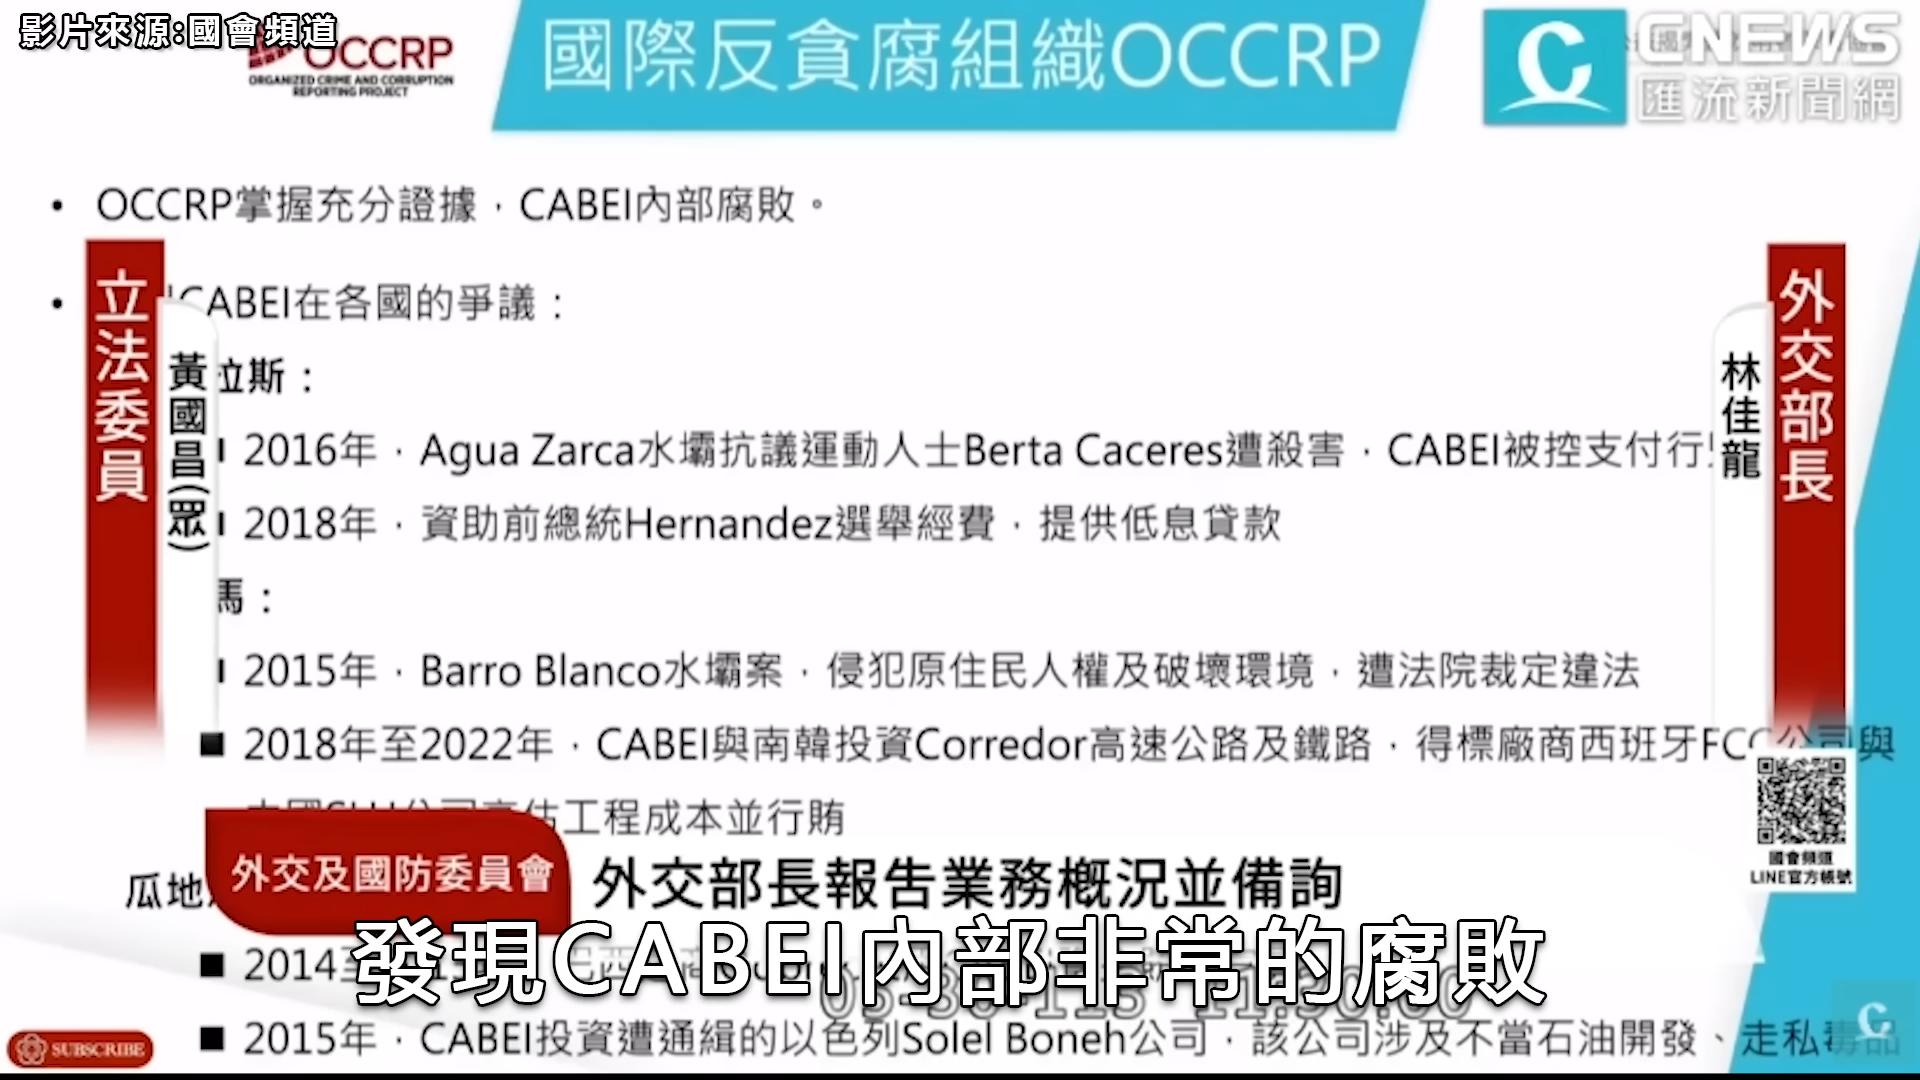 影片來源:國會頻道
OCCRP
ORGANIZED CRIME AND CORRUPTION
REPORTING PROJECT
國際反貪腐組織OCCRP
CNEWS
匯流新聞網
• OCCRP掌握充分證據，CABEI內部腐敗。
• CABEI在各國的爭議：
立法委員
黃國昌(眾)
外交部長
林佳龍
拉斯：
2016年，Agua Zarca水壩抗議運動人士Berta Caceres遭殺害，CABEI被控支付行
2018年，資助前總統Hernandez選舉經費，提供低息貸款
馬：
2015年，Barro Blanco水壩案，侵犯原住民人權及破壞環境，遭法院裁定違法
■ 2018年至2022年，CABEI與南韓投資Corredor高速公路及鐵路，得標廠商西班牙FCC公司與
估工程成本並行賄
國會頻道
LINE官方帳號
瓜地
外交及國防委員會
外交部長報告業務概況並備詢
■ 2014至
發現CABEI內部非常的腐敗
■ 2015年，CABEI投資遭通緝的以色列Solel Boneh公司，該公司涉及不當石油開發、走私毒品
SUBSCRIBE